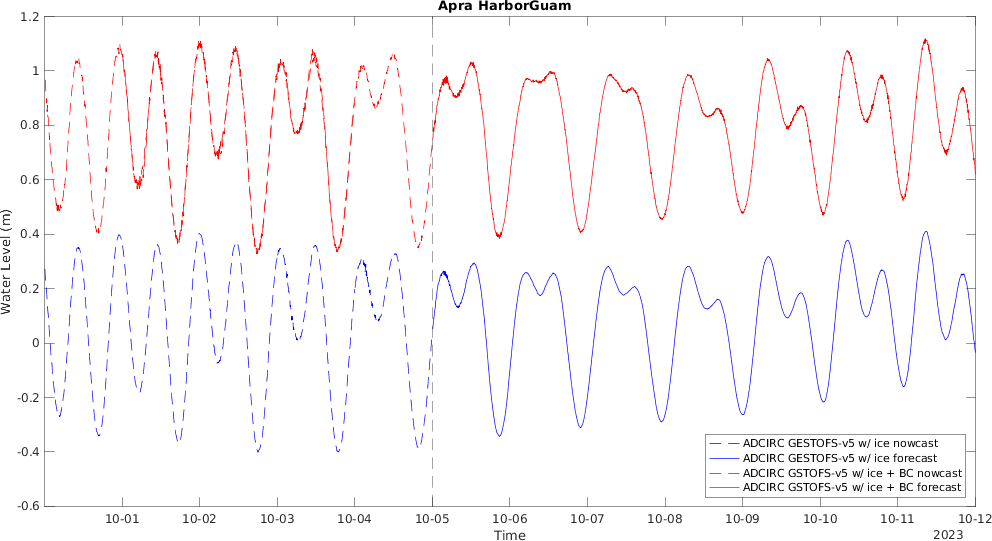 Apra HarborGuam
Water Level (m)
1.2
1
0.8
0.6
0.4
0.2
0
-0.2
-0.4
-0.6
10-01 10-02 10-03 10-04 10-05 10-06 10-07 10-08 10-09 10-10 10-11 10-12
Time
2023
ADCIRC GESTOFS-v5 w/ ice nowcast
ADCIRC GESTOFS-v5 w/ ice forecast
ADCIRC GSTOFS-v5 w/ ice + BC nowcast
ADCIRC GSTOFS-v5 w/ ice + BC forecast